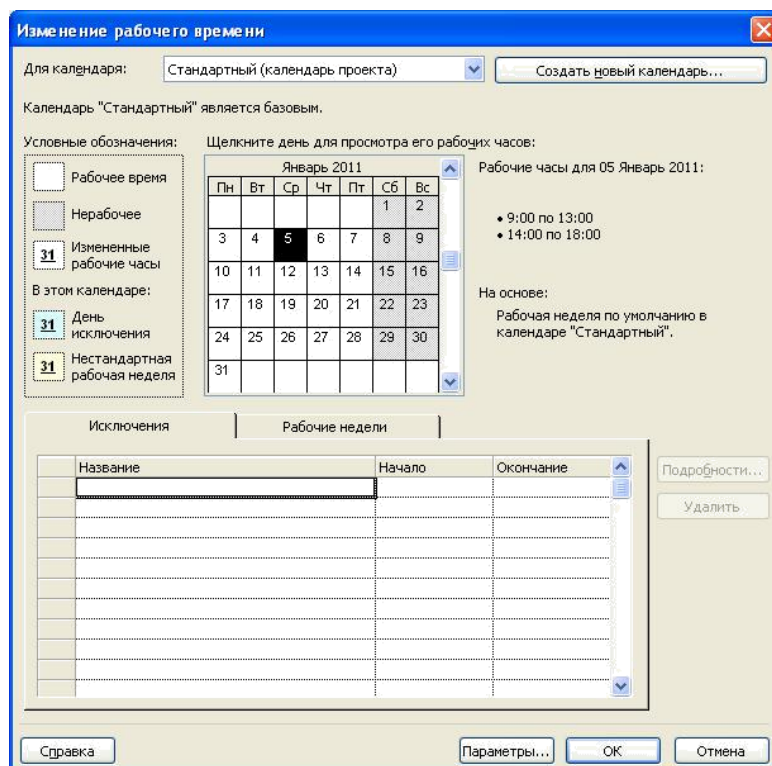 Изменение рабочего времени
Для календаря: Стандартный (календарь проекта) Создать новый календарь...
Календарь "Стандартный" является базовым.
Условные обозначения:
Рабочее время
Нерабочее
31 Измененные
рабочие часы
В этом календаре:
31 День
исключения
31 Нестандартная
рабочая неделя
Щелкните день для просмотра его рабочих часов:
Январь 2011
Пн Вт Ср Чт Пт Сб Вс
1 2
3 4 5 6 7 8 9
10 11 12 13 14 15 16
17 18 19 20 21 22 23
24 25 26 27 28 29 30
31
Рабочие часы для 05 Январь 2011:
• 9:00 по 13:00
• 14:00 по 18:00
На основе:
Рабочая неделя по умолчанию в
календаре "Стандартный".
Исключения Рабочие недели
Название Начало Окончание
Подробности...
Удалить
Справка Параметры... ОК Отмена